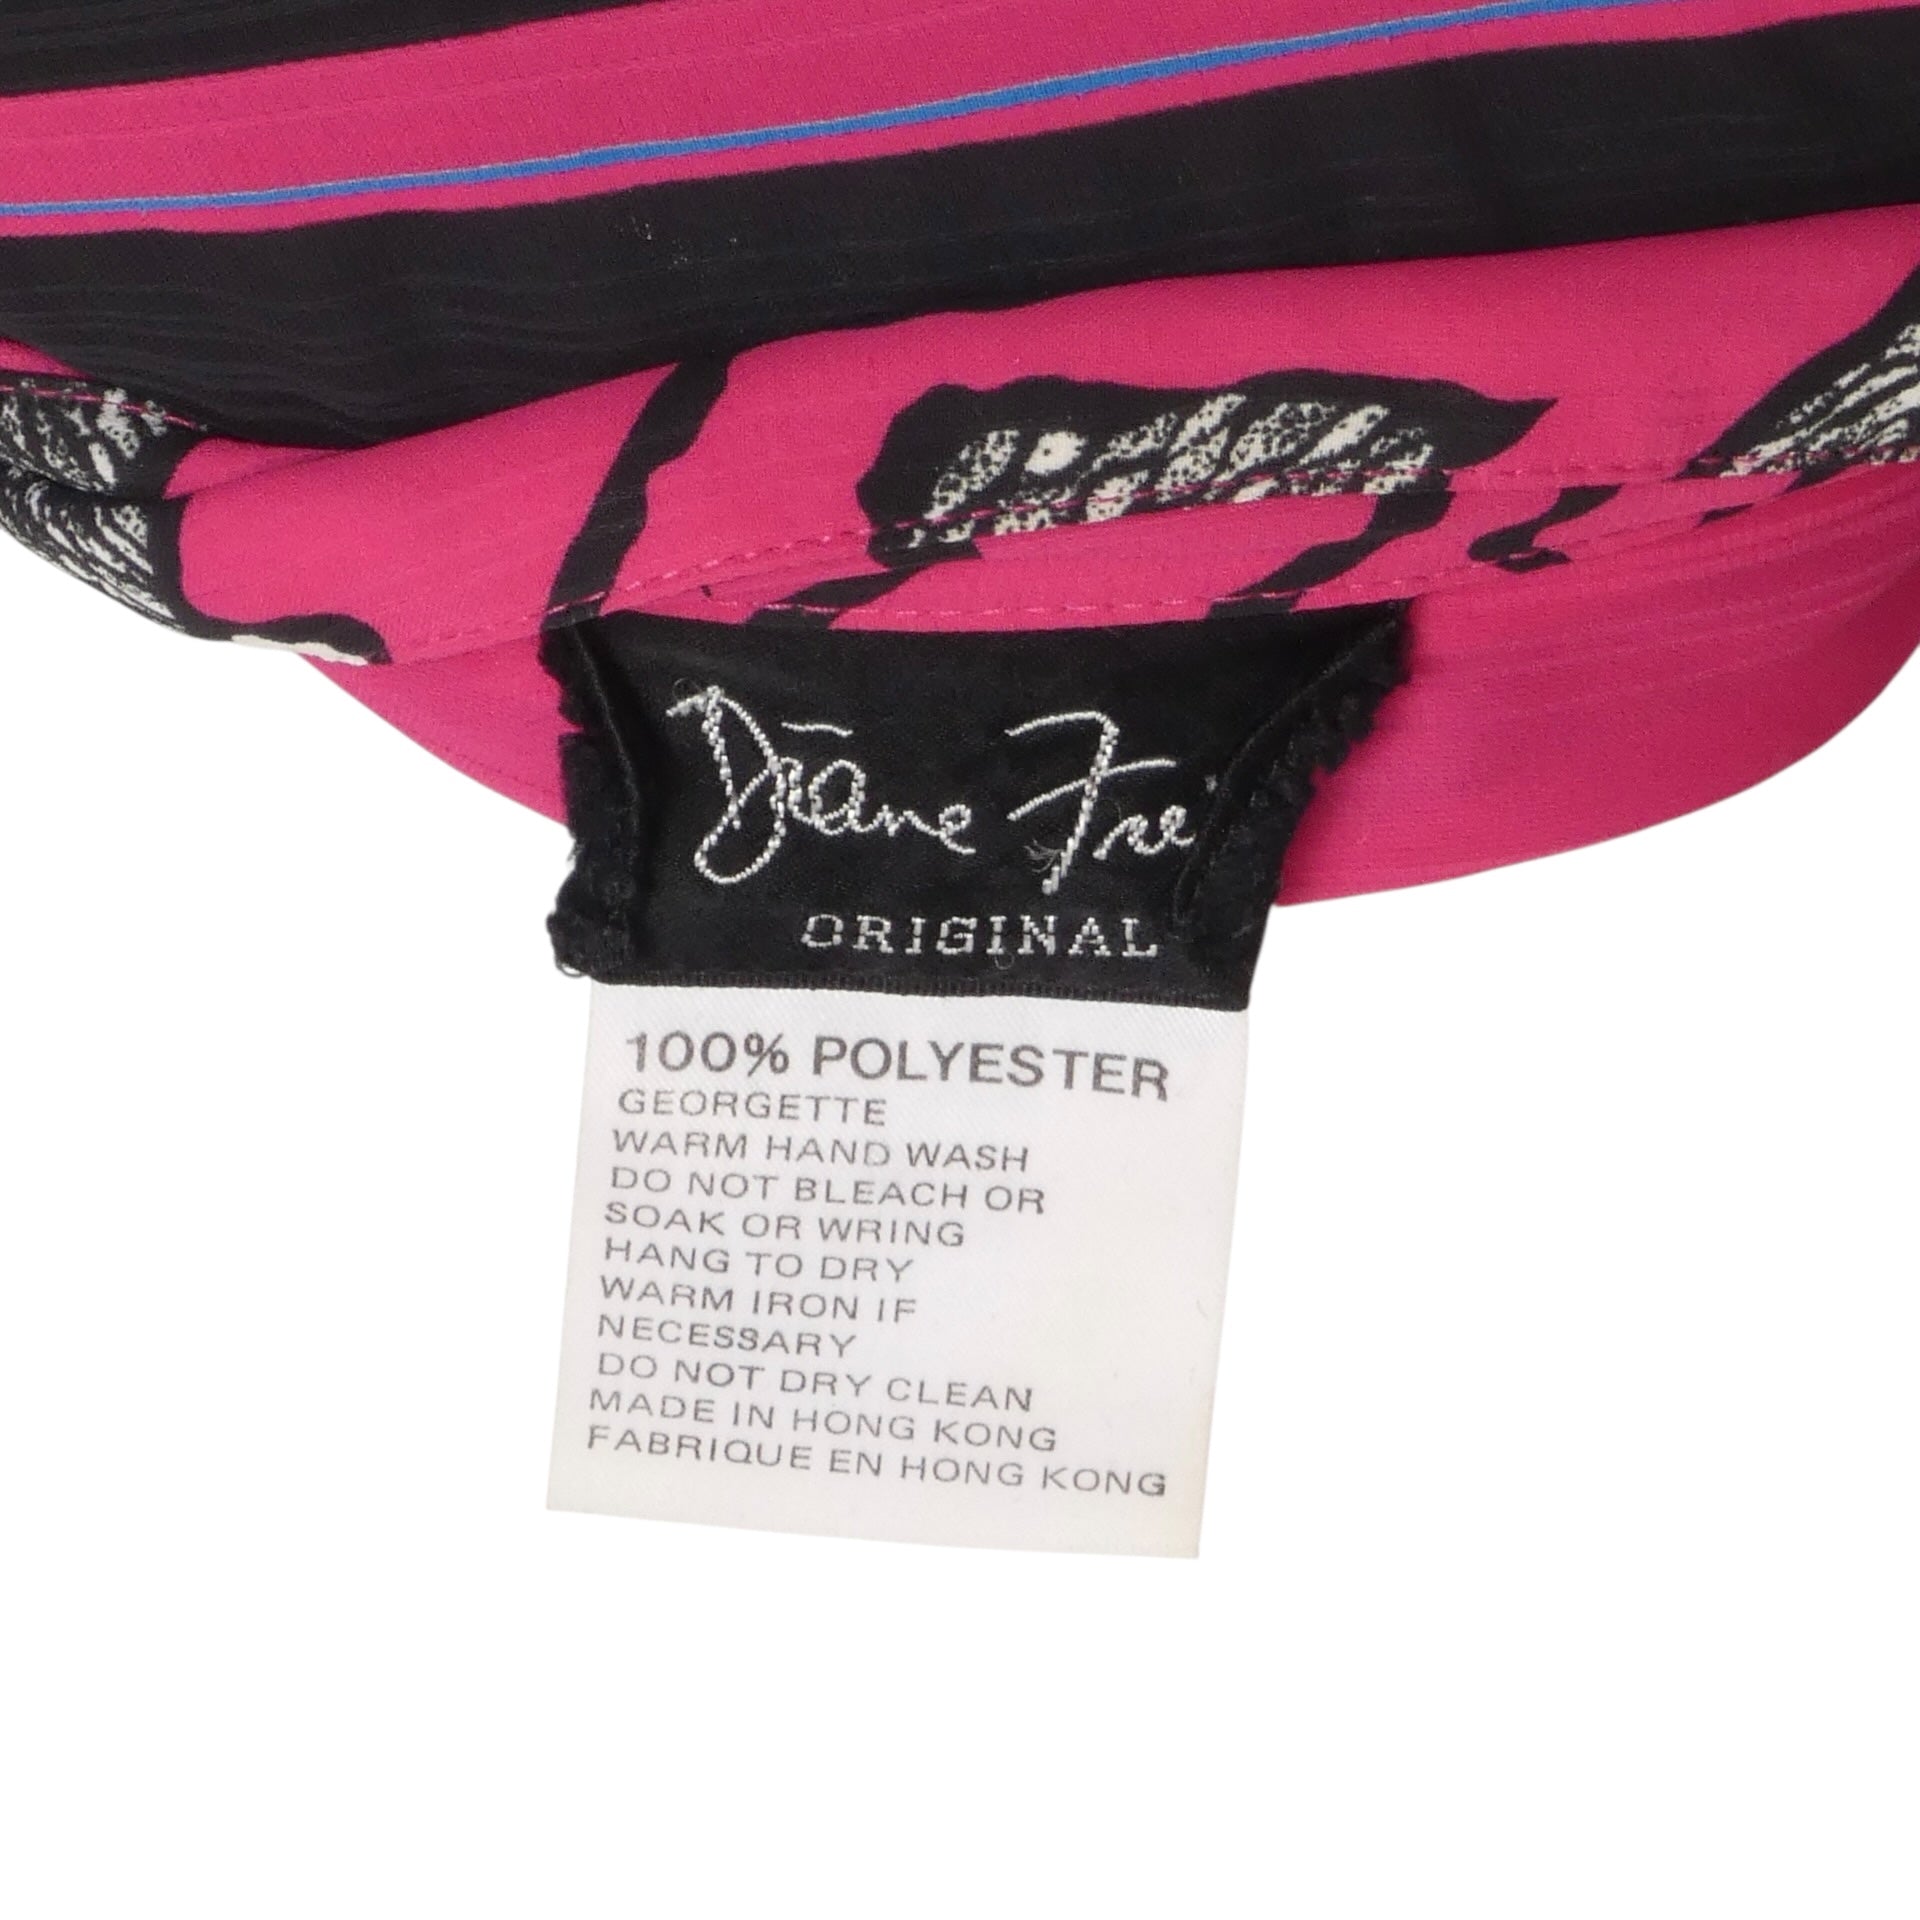 Diane Frei
ORIGINAL
100% POLYESTER
GEORGETTE
WARM HAND WASH
DO NOT BLEACH OR
SOAK OR WRING
HANG TO DRY
WARM IRON IF
NECESSARY
DO NOT DRY CLEAN
MADE IN HONG KONG
FABRIQUE EN HONG KONG